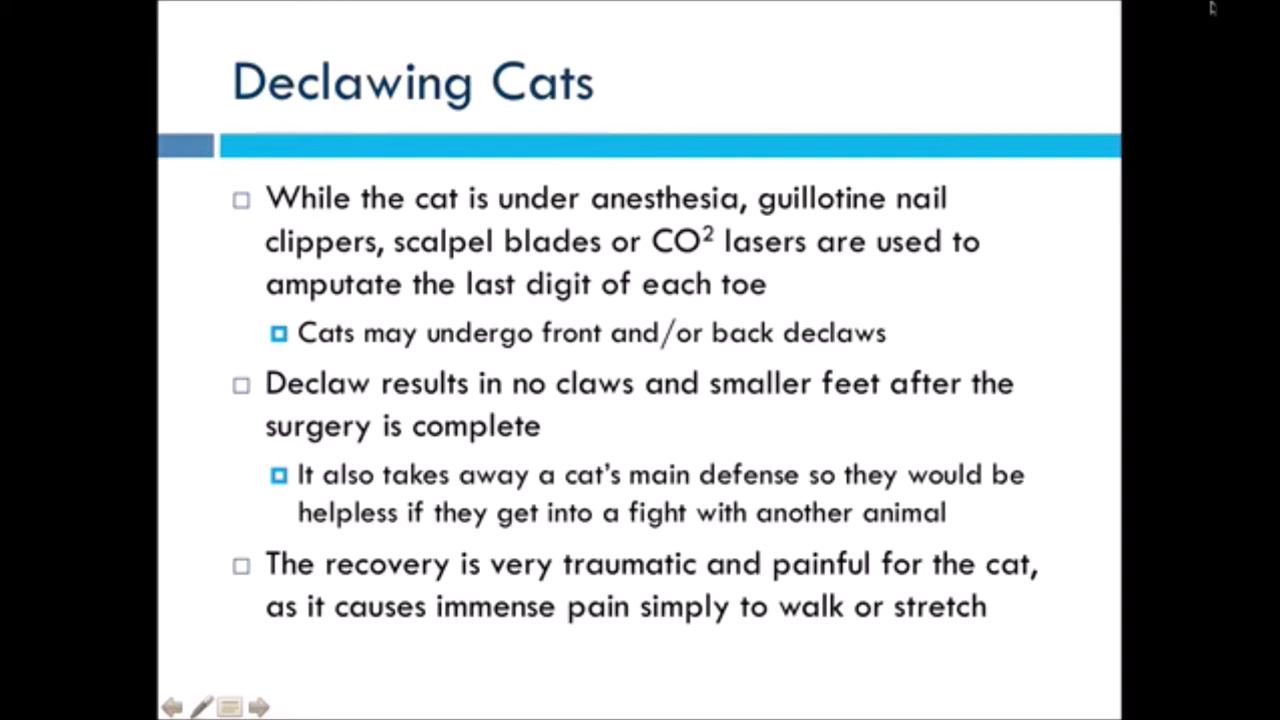 Declawing Cats
While the cat is under anesthesia, guillotine nail
clippers, scalpel blades or CO² lasers are used to
amputate the last digit of each toe
Cats may undergo front and/or back declaws
Declaw results in no claws and smaller feet after the
surgery is complete
It also takes away a cat's main defense so they would be
helpless if they get into a fight with another animal
The recovery is very traumatic and painful for the cat,
as it causes immense pain simply to walk or stretch